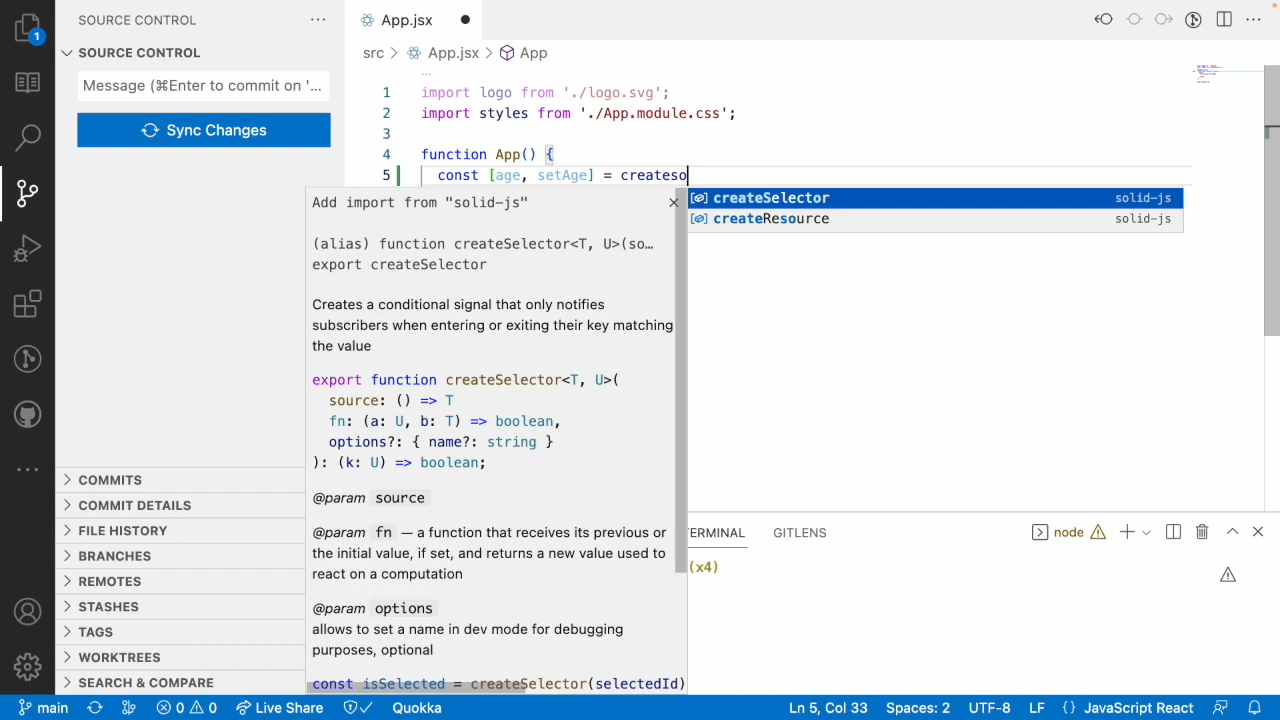 1
SOURCE CONTROL
SOURCE CONTROL
Message (⌘Enter to commit on '...
Sync Changes
COMMITS
COMMIT DETAILS
FILE HISTORY
BRANCHES
REMOTES
STASHES
TAGS
WORKTREES
SEARCH & COMPARE
App.jsx
src > App.jsx > App
1 import logo from './logo.svg';
2 import styles from './App.module.css';
3
4 function App() {
5 const [age, setAge] = createso
createSelector solid-js
createResource solid-js
Add import from "solid-js"
(alias) function createSelector<T, U>(so…
export createSelector
Creates a conditional signal that only notifies
subscribers when entering or exiting their key matching
the value
export function createSelector<T, U>(
source: () => T
fn: (a: U, b: T) => boolean,
options?: { name?: string }
): (k: U) => boolean;
@param source
@param fn — a function that receives its previous or
the initial value, if set, and returns a new value used to
react on a computation
@param options
allows to set a name in dev mode for debugging
purposes, optional
const isSelected = createSelector(selectedId)
ERMINAL GITLENS
node
(x4)
main
0 0
Live Share
Quokka
Ln 5, Col 33
Spaces: 2
UTF-8
LF
{} JavaScript React